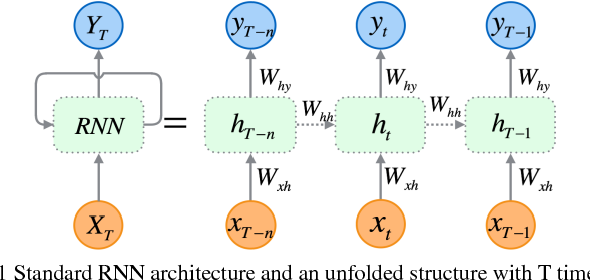 Y_T y_{T-n} y_t y_{T-1}
W_{hy} W_{hy} W_{hy}
RNN = h_{T-n} W_{hh} h_t W_{hh} h_{T-1}
W_{xh} W_{xh} W_{xh}
X_T x_{T-n} x_t x_{T-1}
1 Standard RNN architecture and an unfolded structure with T time